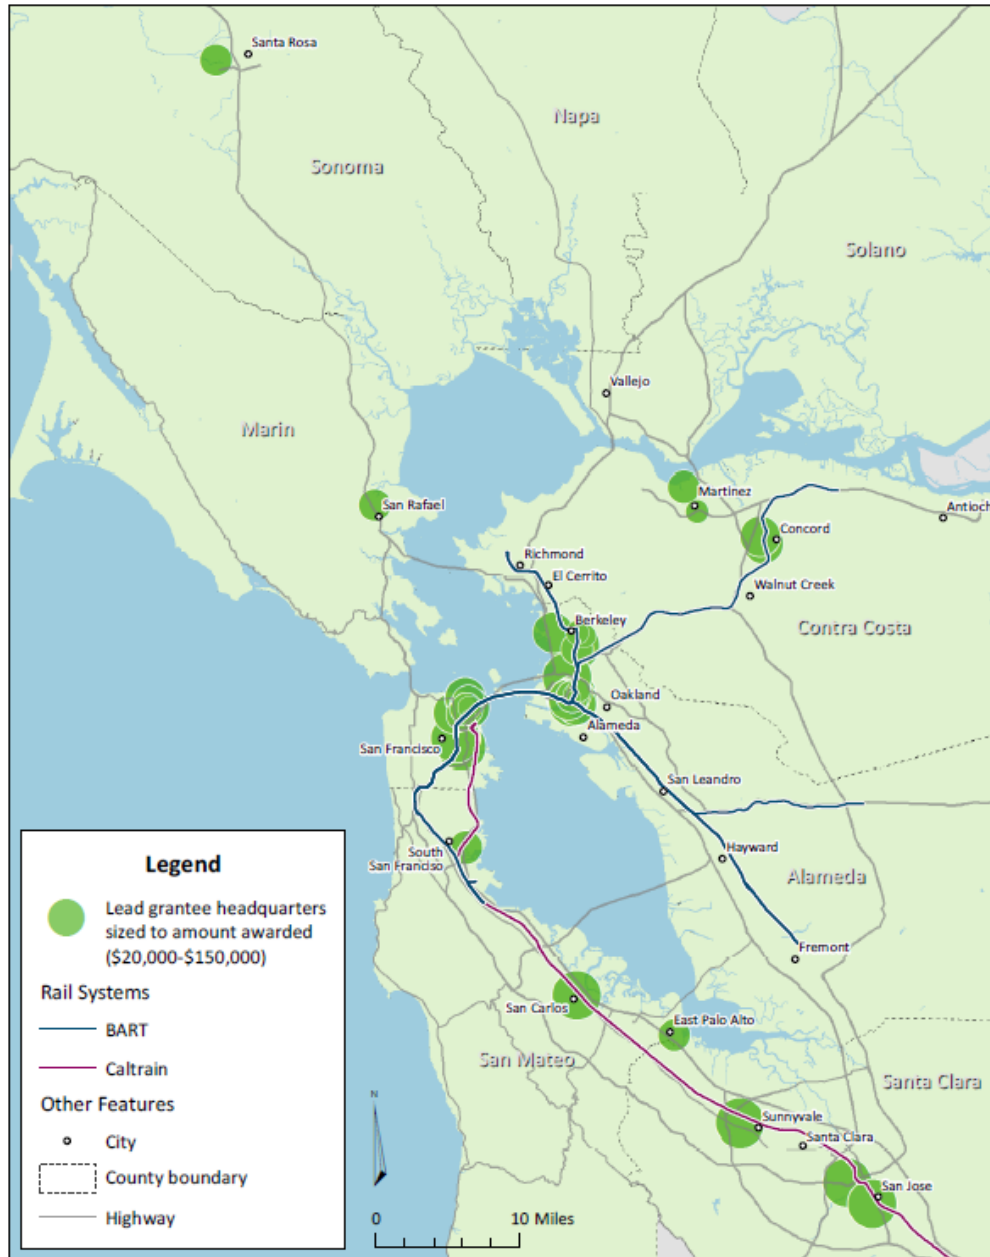 Santa Rosa
Napa
Sonoma
Solano
Vallejo
Marin
Martinez
San Rafael
Antioch
Concord
Richmond
El Cerrito
Walnut Creek
Berkeley
Contra Costa
Oakland
Alameda
San Francisco
San Leandro
South
San Franciso
Hayward
Alameda
Fremont
San Carlos
East Palo Alto
San Mateo
Santa Clara
Sunnyvale
Santa Clara
San Jose
Legend
Lead grantee headquarters
sized to amount awarded
($20,000-$150,000)
Rail Systems
BART
Caltrain
Other Features
City
County boundary
Highway
N
0 10 Miles